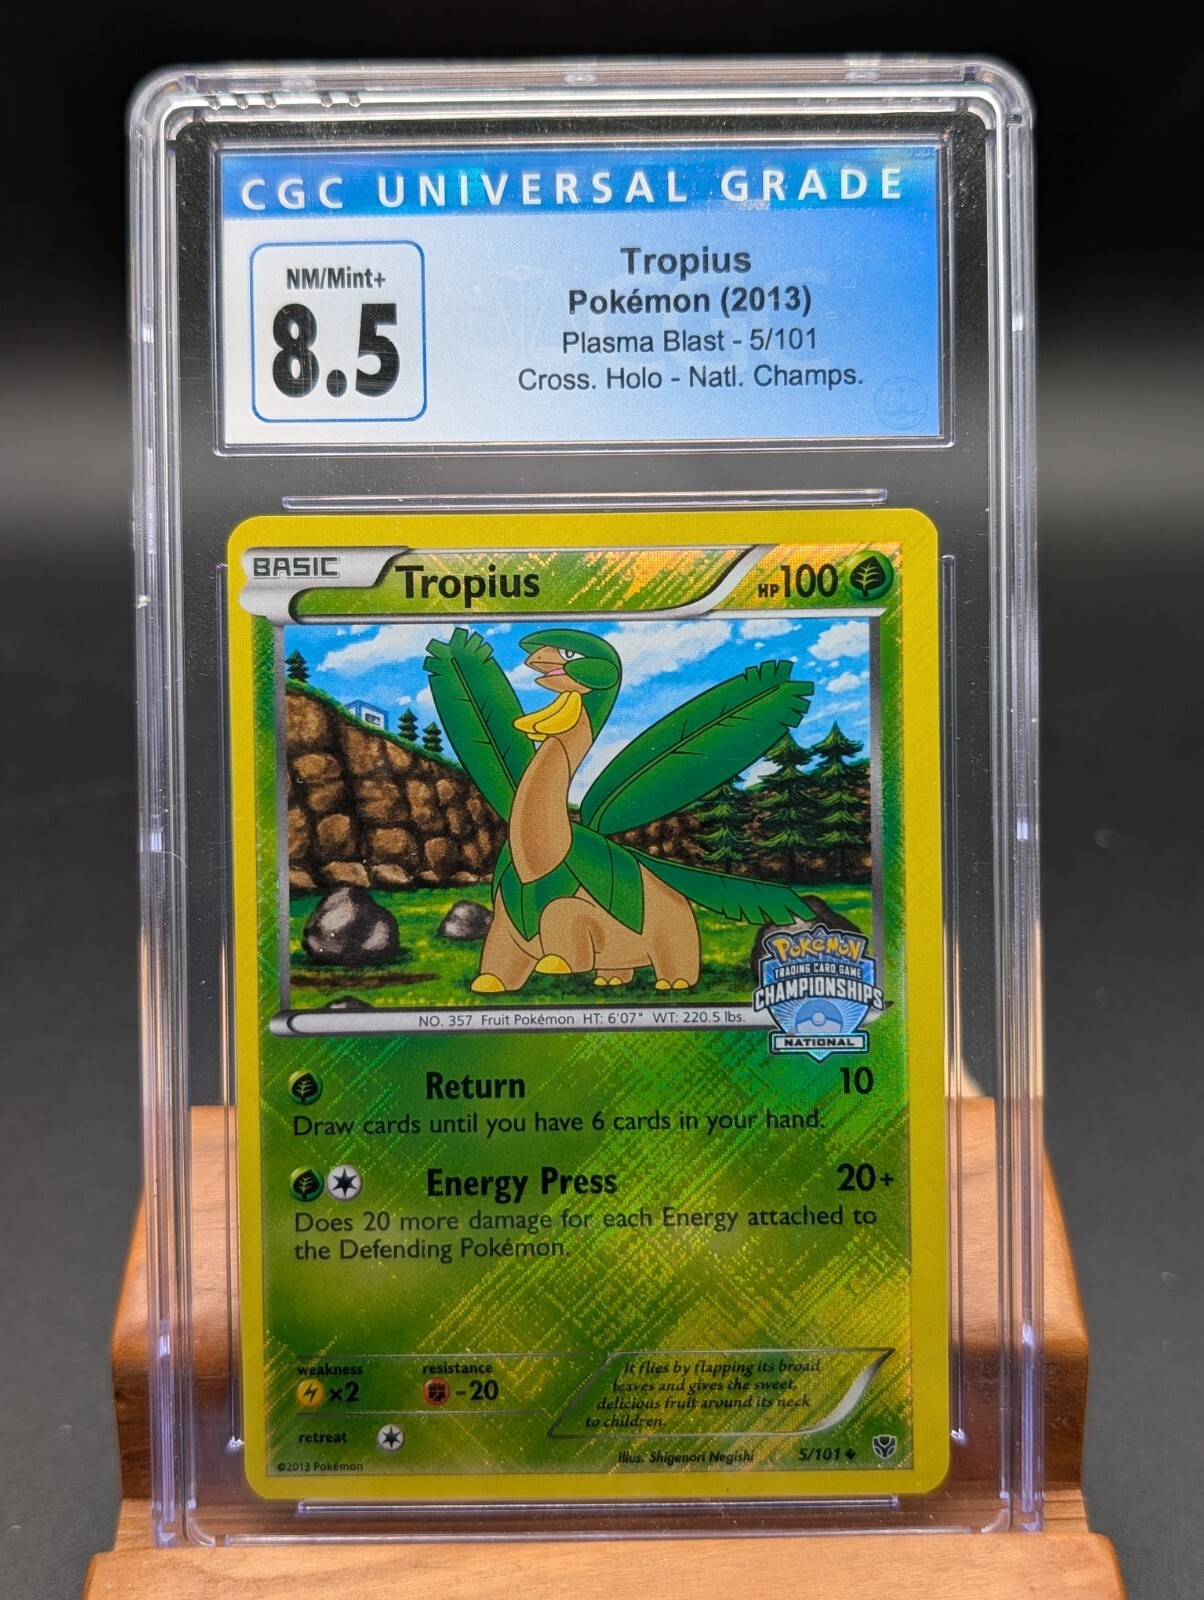 CGC UNIVERSAL GRADE
NM/Mint+
8.5
Tropius
Pokémon (2013)
Plasma Blast - 5/101
Cross. Holo - Natl. Champs.
BASIC
Tropius
HP100
NO. 357 Fruit Pokémon HT: 6'07" WT: 220.5 lbs.
Pokémon
TRADING CARD GAME
CHAMPIONSHIPS
NATIONAL
Return 10
Draw cards until you have 6 cards in your hand.
Energy Press 20+
Does 20 more damage for each Energy attached to
the Defending Pokémon.
weakness
×2
resistance
-20
retreat
It flies by flapping its broad
leaves and gives the sweet,
delicious fruit around its neck
to children.
Illus. Shigenori Negishi
5/101
©2013 Pokémon